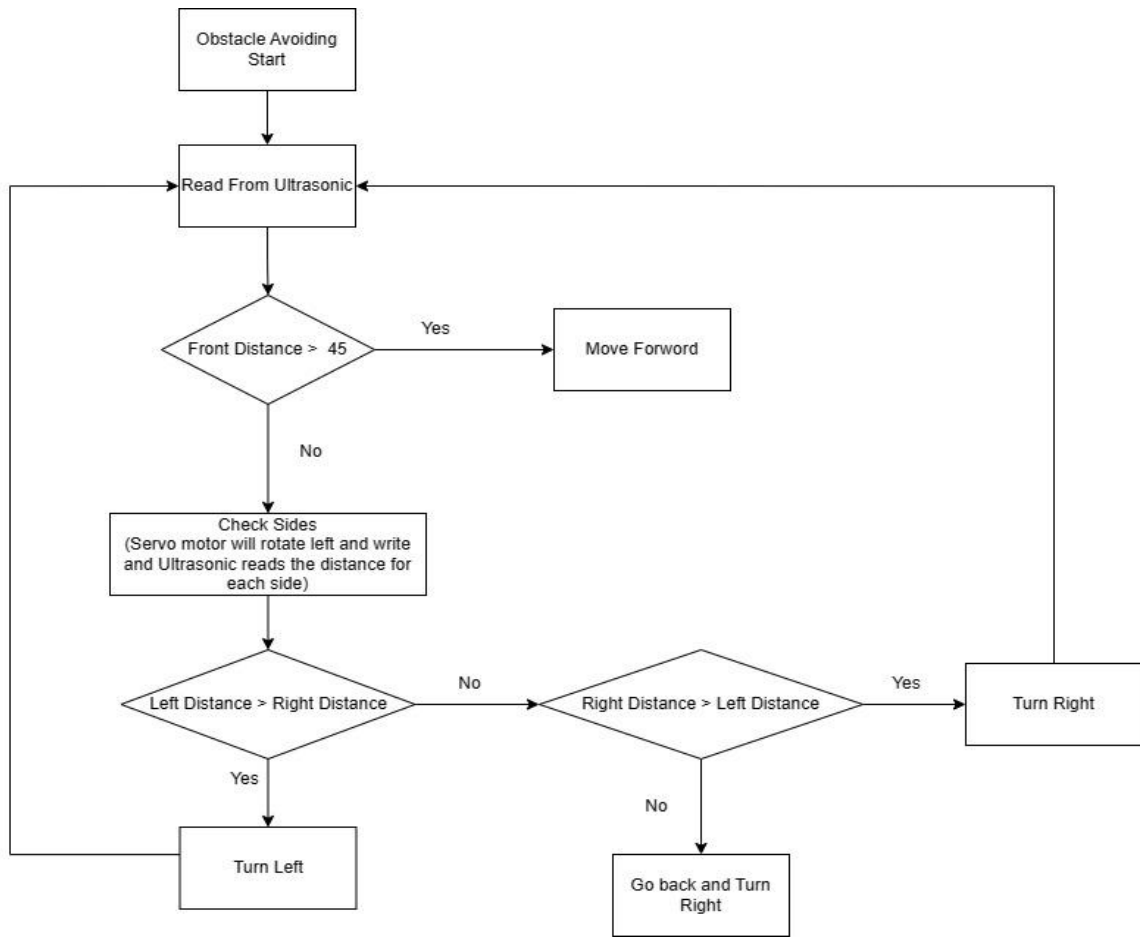 Obstacle Avoiding
Start
Read From Ultrasonic
Front Distance > 45
Yes
Move Forword
No
Check Sides
(Servo motor will rotate left and write
and Ultrasonic reads the distance for
each side)
Left Distance > Right Distance
No
Right Distance > Left Distance
Yes
Turn Right
Yes
No
Turn Left
Go back and Turn
Right